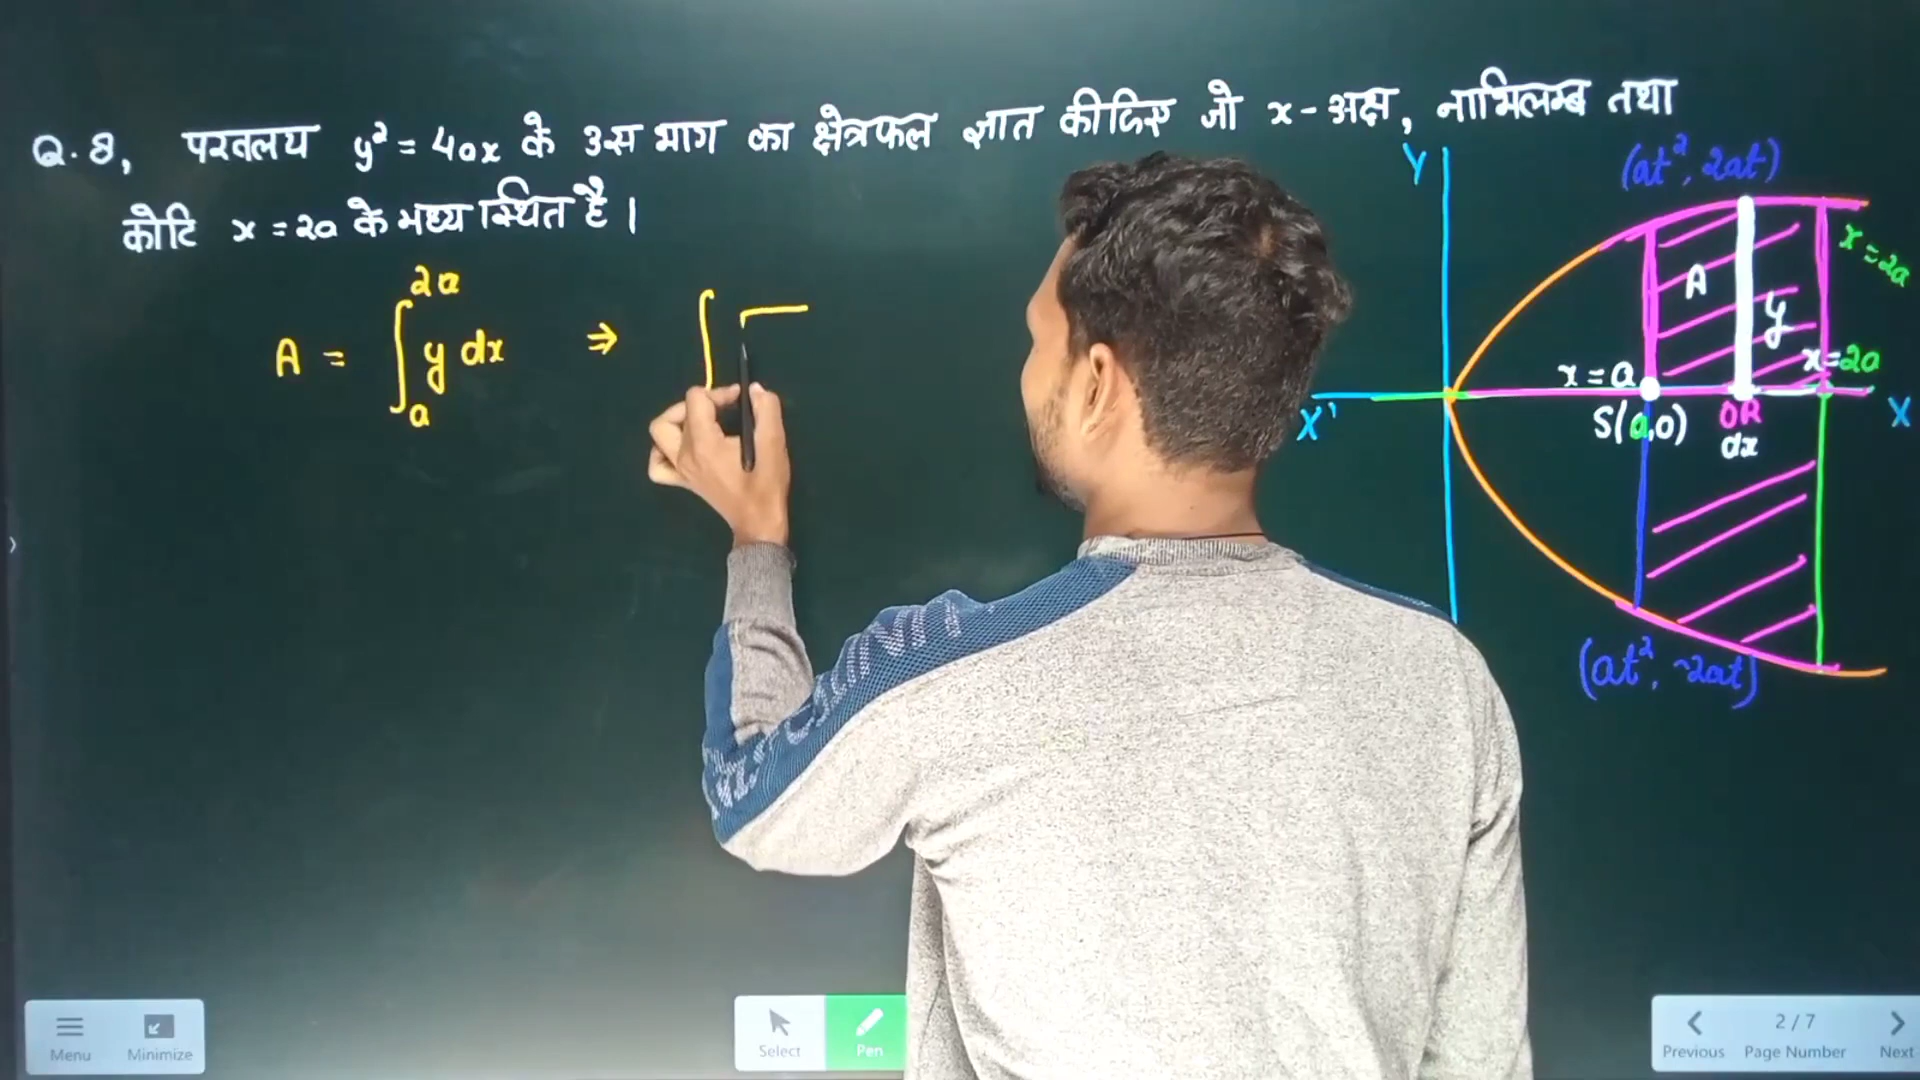 Q.8, परवलय y² = 4ax के उस भाग का क्षेत्रफल ज्ञात कीजिए जो x-अक्ष, नाभिलम्ब तथा
कोटि x = 2a के मध्य स्थित है ।
A = ∫ₐ²ᵃ y dx ⇒ ∫
Y
(at², 2at)
x = 2a
A
y
x = a
x = 2a
S(a,0)
OR
dx
X'
X
(at², -2at)
Menu
Minimize
Select
Pen
2 / 7
Previous
Page Number
Next